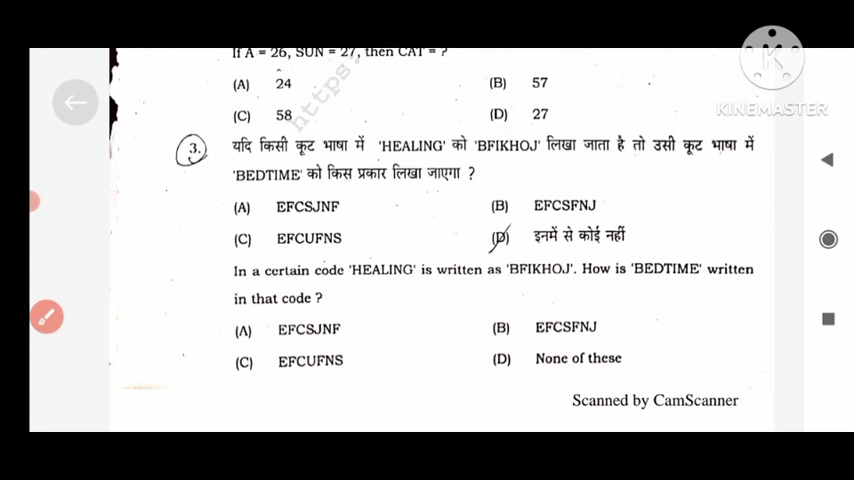 If A = 26, SUN = 27, then CAT = ?
(A) 24 (B) 57
(C) 58 (D) 27
https:
KINEMASTER
3. यदि किसी कूट भाषा में 'HEALING' को 'BFIKHOJ' लिखा जाता है तो उसी कूट भाषा में
'BEDTIME' को किस प्रकार लिखा जाएगा ?
(A) EFCSJNF (B) EFCSFNJ
(C) EFCUFNS (D) इनमें से कोई नहीं
In a certain code 'HEALING' is written as 'BFIKHOJ'. How is 'BEDTIME' written
in that code ?
(A) EFCSJNF (B) EFCSFNJ
(C) EFCUFNS (D) None of these
Scanned by CamScanner